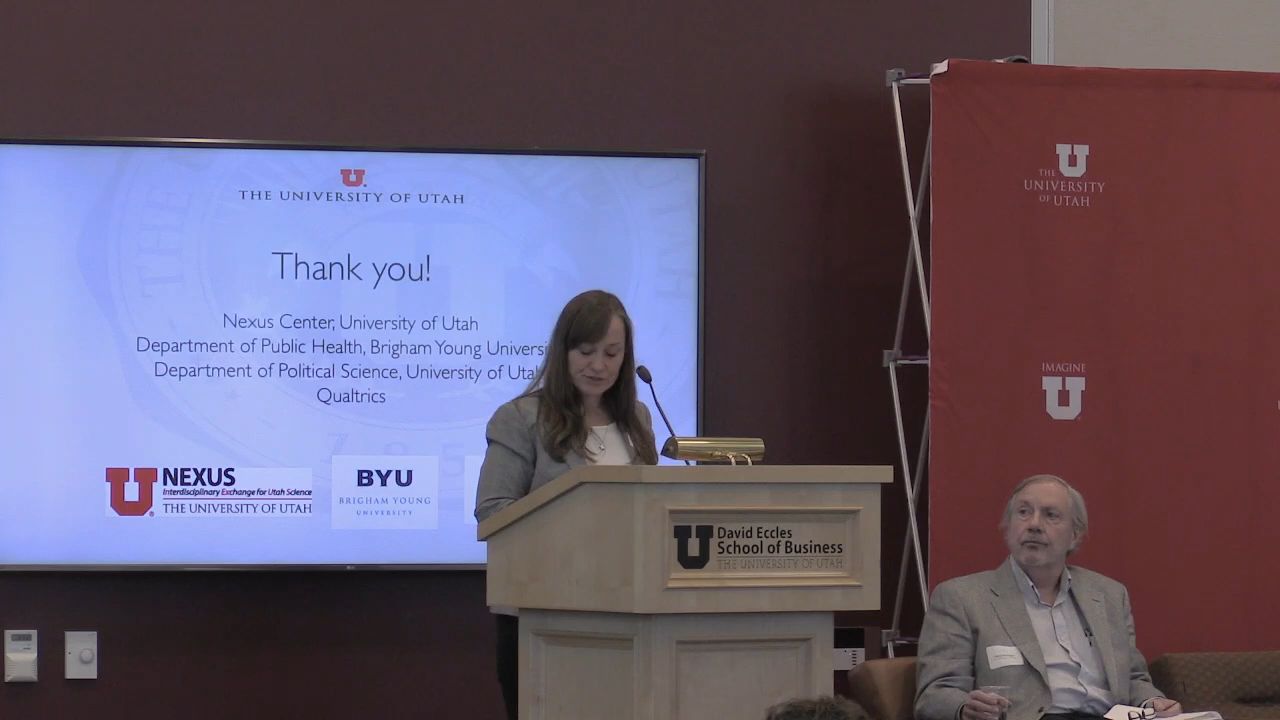 THE UNIVERSITY OF UTAH
Thank you!
Nexus Center, University of Utah
Department of Public Health, Brigham Young Universi
Department of Political Science, University of Utah
Qualtrics
U NEXUS
Interdisciplinary Exchange for Utah Science
THE UNIVERSITY OF UTAH
BYU
BRIGHAM YOUNG
UNIVERSITY
U David Eccles
School of Business
THE UNIVERSITY OF UTAH
THE
UNIVERSITY
OF UTAH
IMAGINE
U